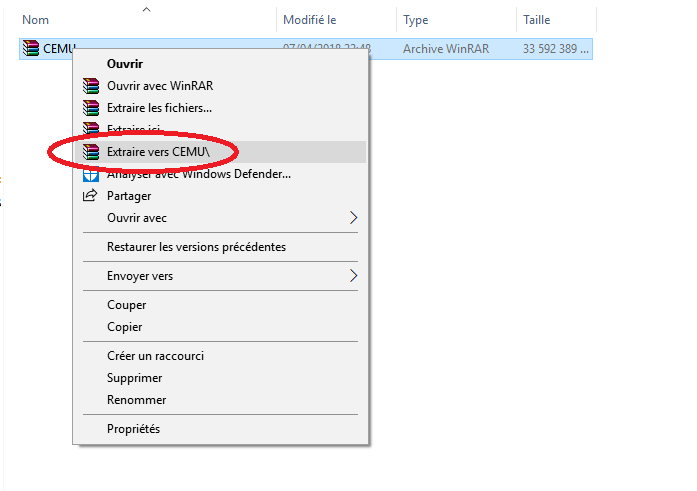 Nom Modifié le Type Taille
CEMU 07/04/2018 22:48 Archive WinRAR 33 592 389 ...
Ouvrir
Ouvrir avec WinRAR
Extraire les fichiers...
Extraire ici
Extraire vers CEMU\
Analyser avec Windows Defender...
Partager
Ouvrir avec
Restaurer les versions précédentes
Envoyer vers
Couper
Copier
Créer un raccourci
Supprimer
Renommer
Propriétés